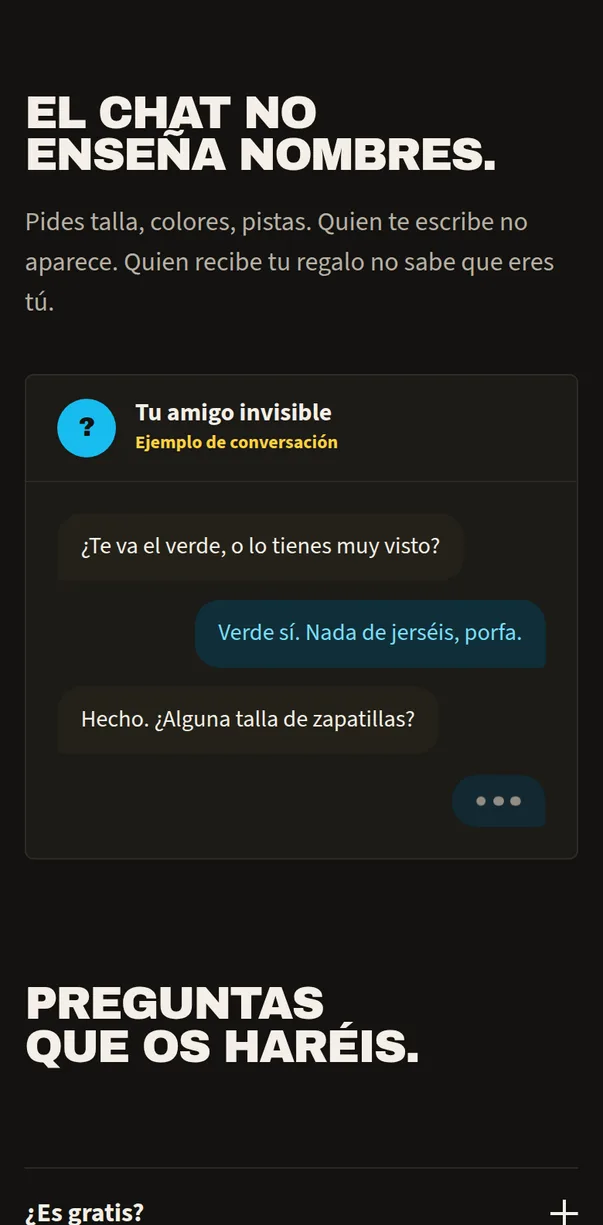 EL CHAT NO
ENSEÑA NOMBRES.
Pides talla, colores, pistas. Quien te escribe no
aparece. Quien recibe tu regalo no sabe que eres
tú.
?
Tu amigo invisible
Ejemplo de conversación
¿Te va el verde, o lo tienes muy visto?
Verde sí. Nada de jerséis, porfa.
Hecho. ¿Alguna talla de zapatillas?
PREGUNTAS
QUE OS HARÉIS.
¿Es gratis?